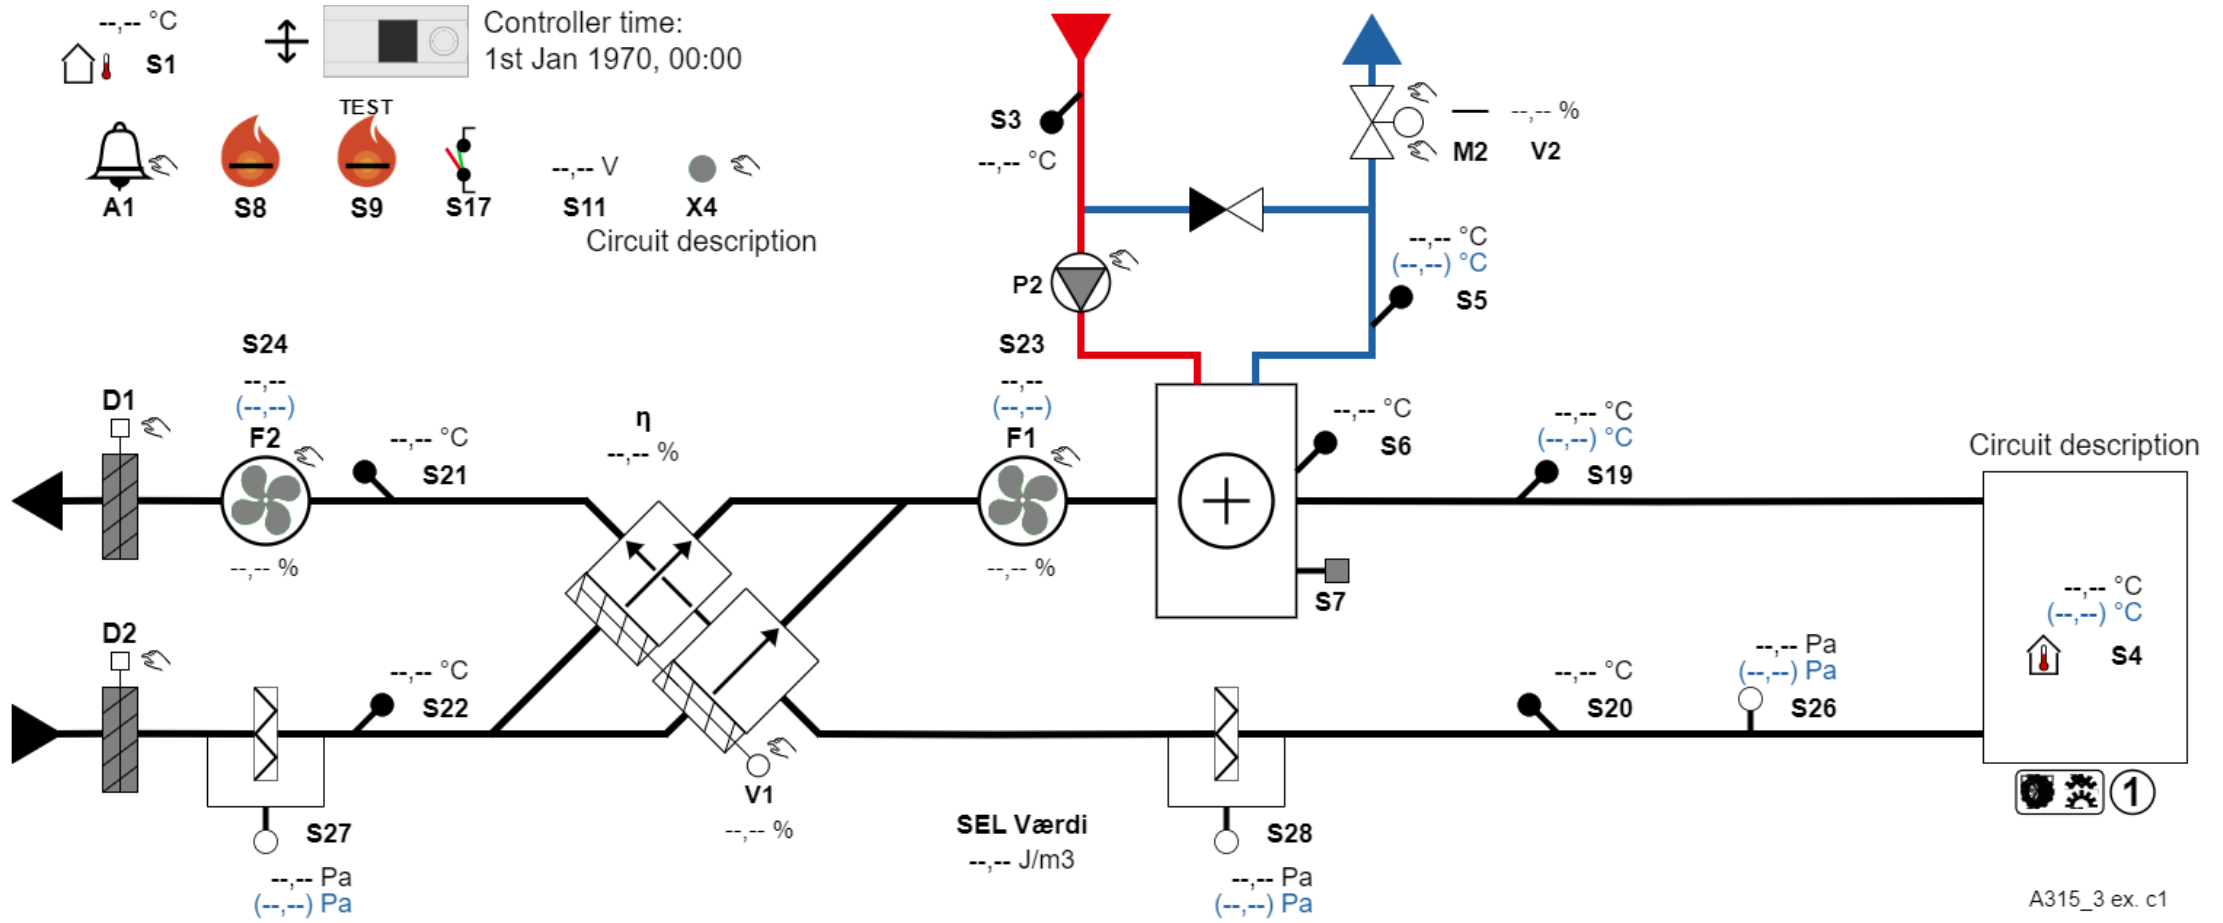 --,-- °C
S1
Controller time:
1st Jan 1970, 00:00
TEST
A1
S8
S9
S17
--,-- V
S11
X4
Circuit description
S3
--,-- °C
--,-- %
M2
V2
--,-- °C
(--,--) °C
S5
P2
S24
--,--
(--,--)
F2
--,-- %
D1
--,-- °C
S21
η
--,-- %
S23
--,--
(--,--)
F1
--,-- %
--,-- °C
S6
S7
--,-- °C
(--,--) °C
S19
Circuit description
--,-- °C
(--,--) °C
S4
D2
--,-- °C
S22
S27
--,-- Pa
(--,--) Pa
V1
--,-- %
SEL Værdi
--,-- J/m3
S28
--,-- Pa
(--,--) Pa
--,-- °C
S20
--,-- Pa
(--,--) Pa
S26
1
A315_3 ex. c1